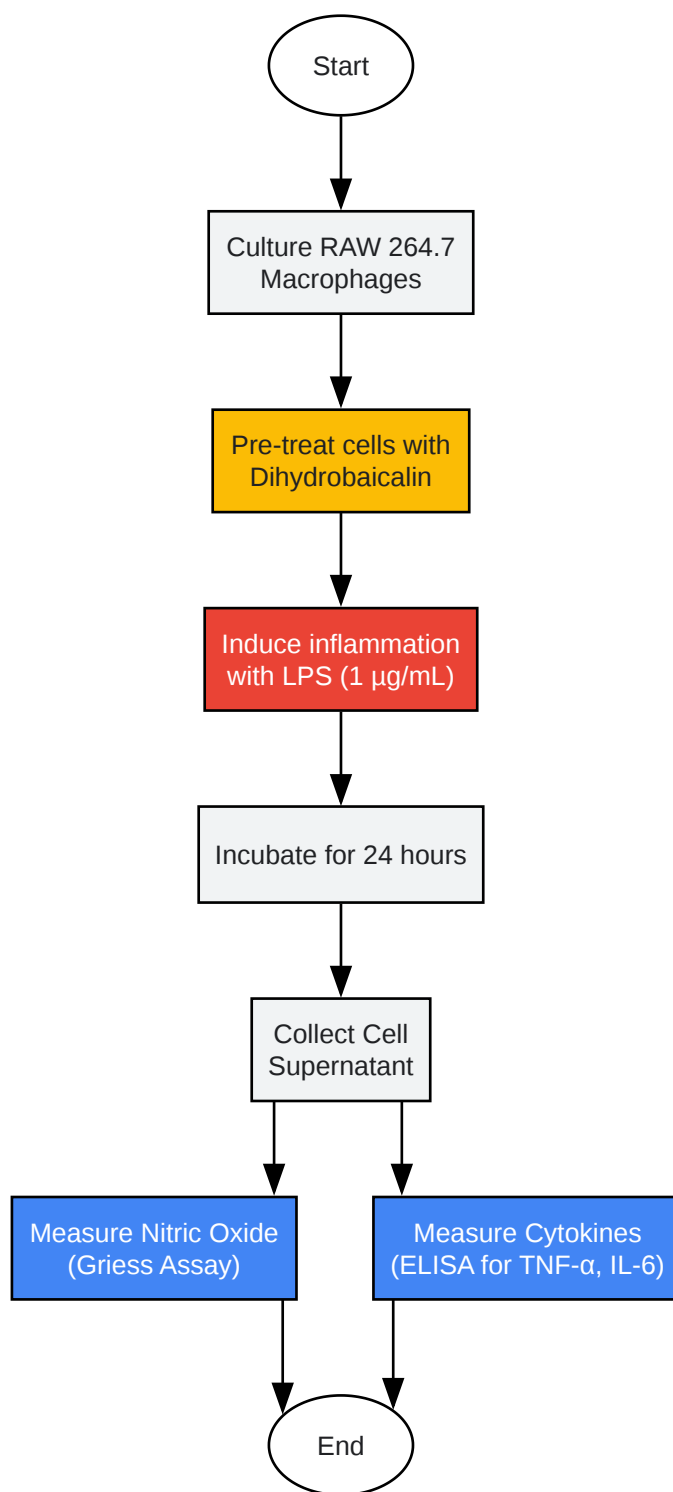 Start
Culture RAW 264.7
Macrophages
Pre-treat cells with
Dihydrobaicalin
Induce inflammation
with LPS (1 µg/mL)
Incubate for 24 hours
Collect Cell
Supernatant
Measure Nitric Oxide
(Griess Assay)
Measure Cytokines
(ELISA for TNF-α, IL-6)
End